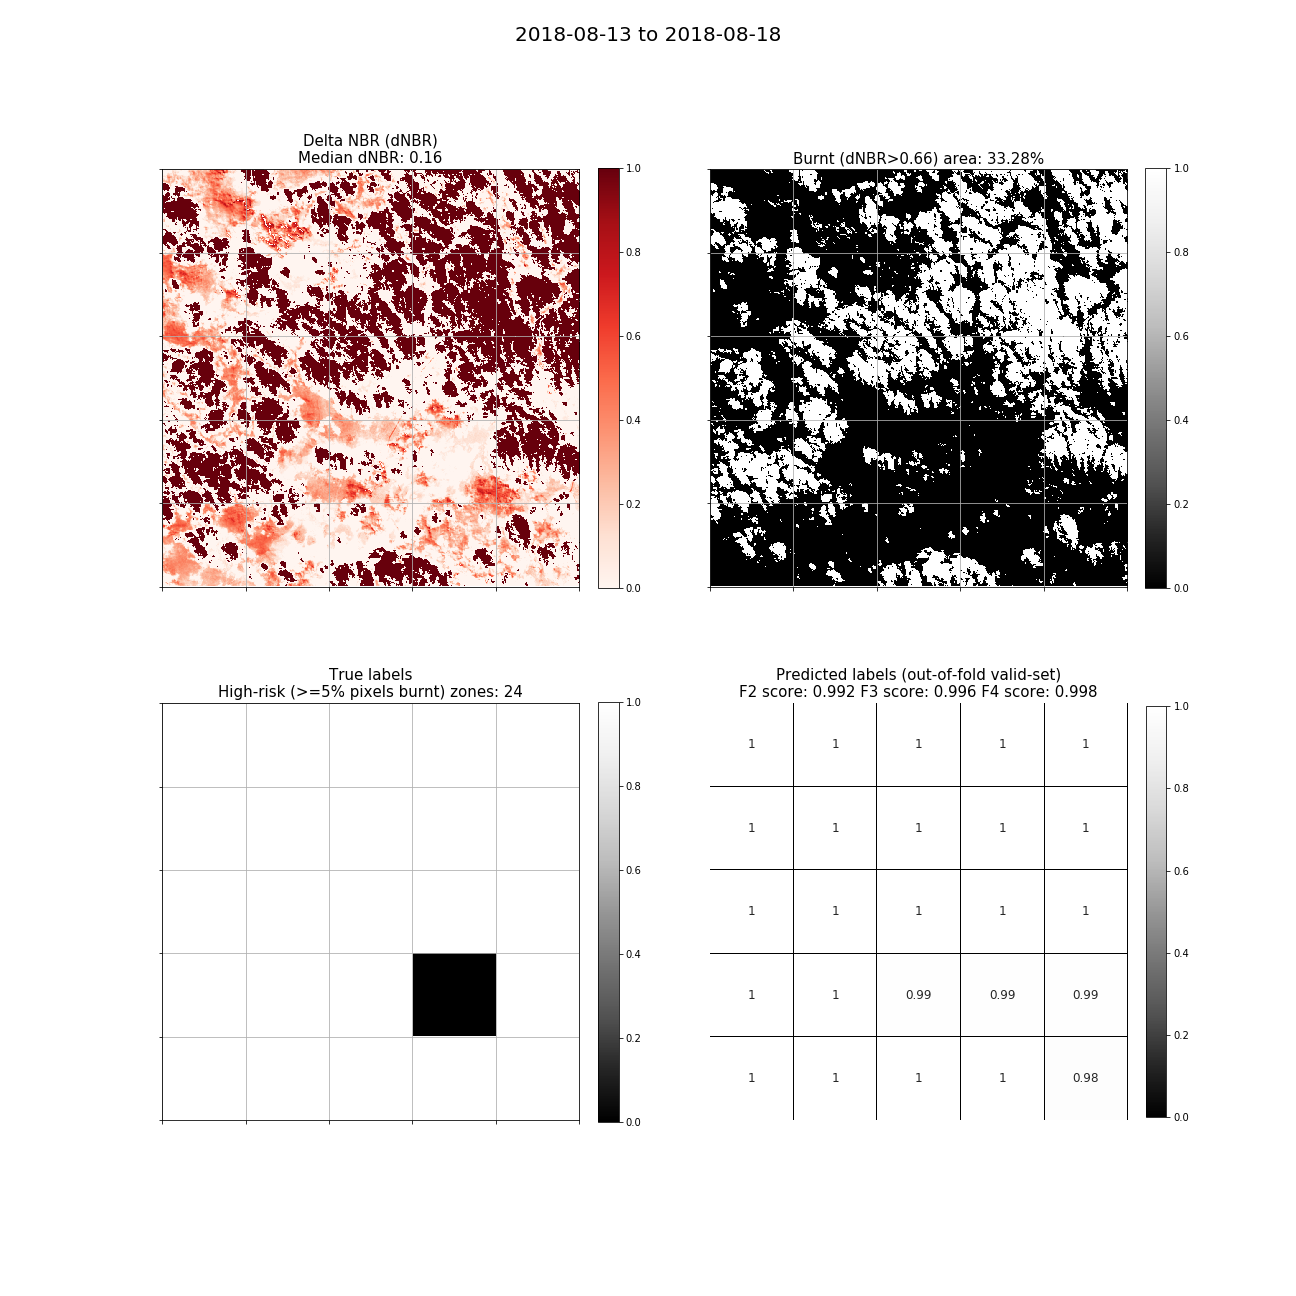 2018-08-13 to 2018-08-18
Delta NBR (dNBR)
Median dNBR: 0.16
1.0
0.8
0.6
0.4
0.2
0.0
Burnt (dNBR>0.66) area: 33.28%
1.0
0.8
0.6
0.4
0.2
0.0
True labels
High-risk (>=5% pixels burnt) zones: 24
1.0
0.8
0.6
0.4
0.2
0.0
Predicted labels (out-of-fold valid-set)
F2 score: 0.992 F3 score: 0.996 F4 score: 0.998
1 1 1 1 1
1 1 1 1 1
1 1 1 1 1
1 1 0.99 0.99 0.99
1 1 1 1 0.98
1.0
0.8
0.6
0.4
0.2
0.0